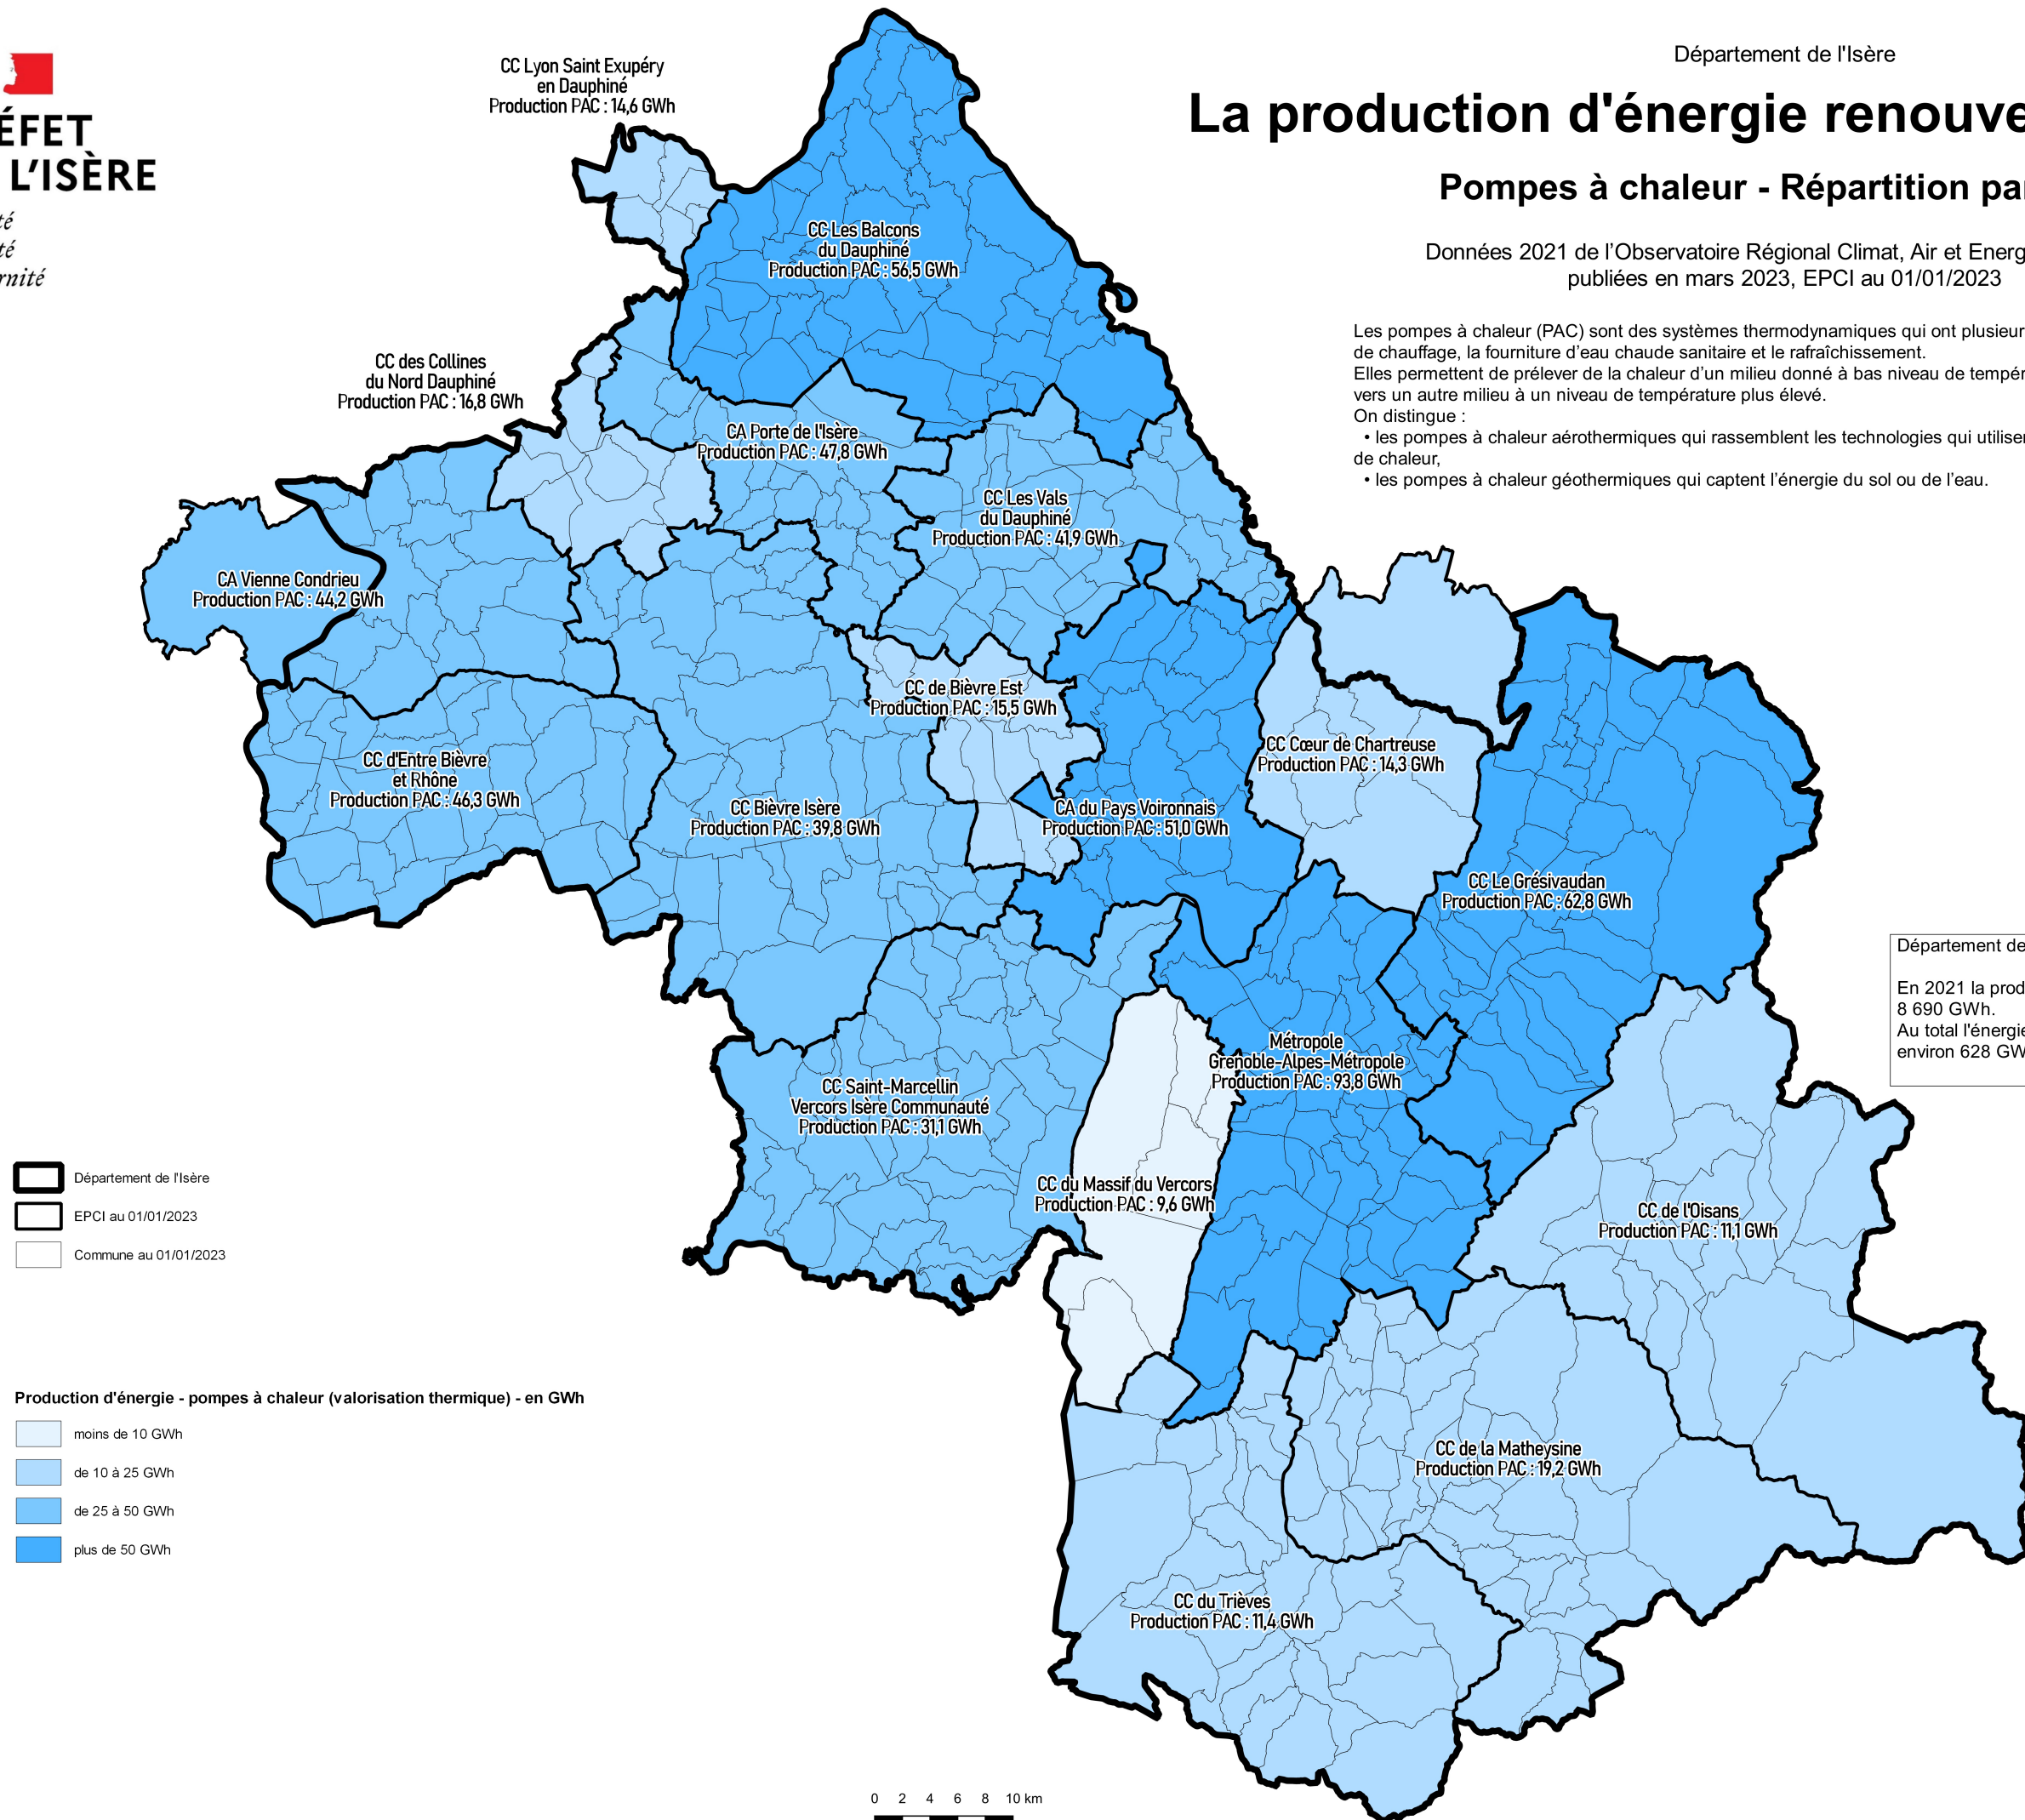 ÉFET
L'ISÈRE
té
té
rnité
Département de l'Isère
La production d'énergie renouve
Pompes à chaleur - Répartition pa
Données 2021 de l'Observatoire Régional Climat, Air et Energ
publiées en mars 2023, EPCI au 01/01/2023
Les pompes à chaleur (PAC) sont des systèmes thermodynamiques qui ont plusieur
de chauffage, la fourniture d'eau chaude sanitaire et le rafraîchissement.
Elles permettent de prélever de la chaleur d'un milieu donné à bas niveau de tempér
vers un autre milieu à un niveau de température plus élevé.
On distingue :
• les pompes à chaleur aérothermiques qui rassemblent les technologies qui utiliser
de chaleur,
• les pompes à chaleur géothermiques qui captent l'énergie du sol ou de l'eau.
CC Lyon Saint Exupéry
en Dauphiné
Production PAC : 14,6 GWh
CC Les Balcons
du Dauphiné
Production PAC : 56,5 GWh
CC des Collines
du Nord Dauphiné
Production PAC : 16,8 GWh
CA Porte de l'Isère
Production PAC : 47,8 GWh
CC Les Vals
du Dauphiné
Production PAC : 41,9 GWh
CA Vienne Condrieu
Production PAC : 44,2 GWh
CC de Bièvre Est
Production PAC : 15,5 GWh
CC d'Entre Bièvre
et Rhône
Production PAC : 46,3 GWh
CC Cœur de Chartreuse
Production PAC : 14,3 GWh
CC Bièvre Isère
Production PAC : 39,8 GWh
CA du Pays Voironnais
Production PAC : 51,0 GWh
CC Le Grésivaudan
Production PAC : 62,8 GWh
Département de
En 2021 la prod
8 690 GWh.
Au total l'énergie
environ 628 GW
Métropole
Grenoble-Alpes-Métropole
Production PAC : 93,8 GWh
CC Saint-Marcellin
Vercors Isère Communauté
Production PAC : 31,1 GWh
CC du Massif du Vercors
Production PAC : 9,6 GWh
CC de l'Oisans
Production PAC : 11,1 GWh
CC de la Matheysine
Production PAC : 19,2 GWh
CC du Trièves
Production PAC : 11,4 GWh
Département de l'Isère
EPCI au 01/01/2023
Commune au 01/01/2023
Production d'énergie - pompes à chaleur (valorisation thermique) - en GWh
moins de 10 GWh
de 10 à 25 GWh
de 25 à 50 GWh
plus de 50 GWh
0 2 4 6 8 10 km